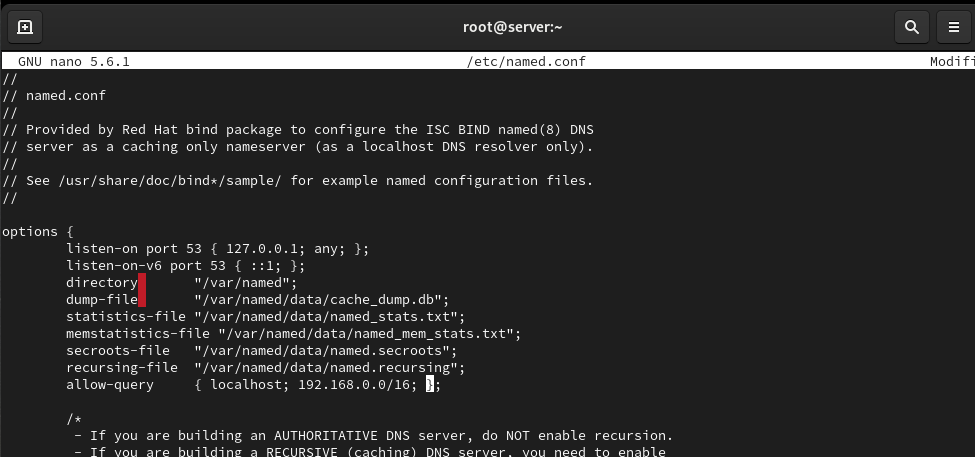 root@server:~
GNU nano 5.6.1 /etc/named.conf Modifi
//
// named.conf
//
// Provided by Red Hat bind package to configure the ISC BIND named(8) DNS
// server as a caching only nameserver (as a localhost DNS resolver only).
//
// See /usr/share/doc/bind*/sample/ for example named configuration files.
//
options {
listen-on port 53 { 127.0.0.1; any; };
listen-on-v6 port 53 { ::1; };
directory "/var/named";
dump-file "/var/named/data/cache_dump.db";
statistics-file "/var/named/data/named_stats.txt";
memstatistics-file "/var/named/data/named_mem_stats.txt";
secroots-file "/var/named/data/named.secroots";
recursing-file "/var/named/data/named.recursing";
allow-query { localhost; 192.168.0.0/16; };
/*
- If you are building an AUTHORITATIVE DNS server, do NOT enable recursion.
- If you are building a RECURSIVE (caching) DNS server, you need to enable